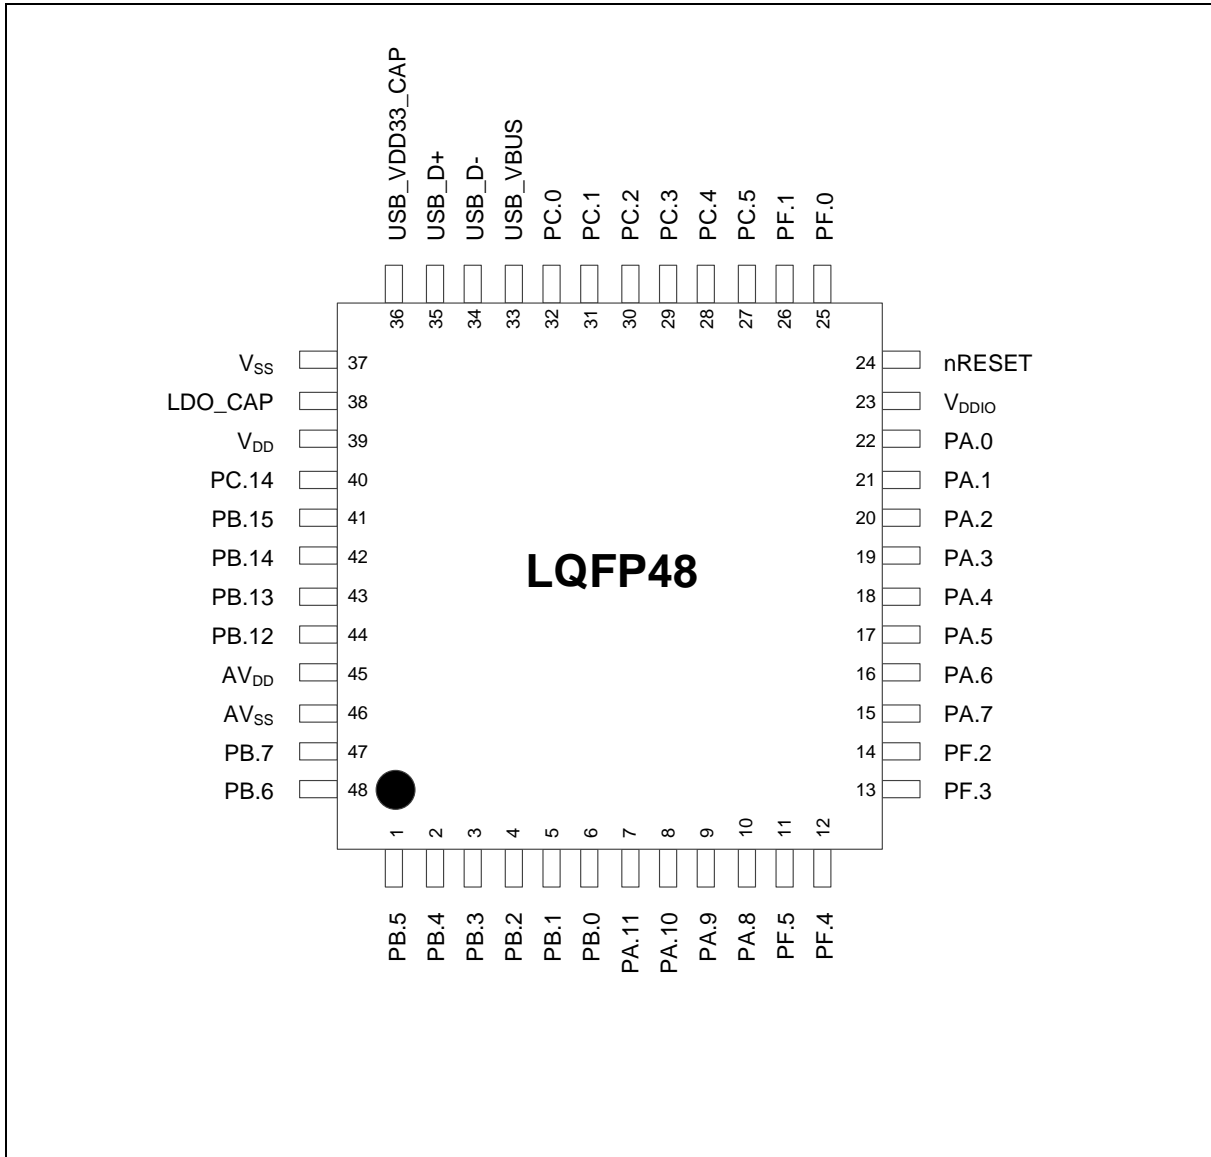 USB_VDD33_CAP
USB_D+
USB_D-
USB_VBUS
PC.0
PC.1
PC.2
PC.3
PC.4
PC.5
PF.1
PF.0
36
35
34
33
32
31
30
29
28
27
26
25
VSS 37
LDO_CAP 38
VDD 39
PC.14 40
PB.15 41
PB.14 42
PB.13 43
PB.12 44
AVDD 45
AVSS 46
PB.7 47
PB.6 48
LQFP48
24 nRESET
23 VDDIO
22 PA.0
21 PA.1
20 PA.2
19 PA.3
18 PA.4
17 PA.5
16 PA.6
15 PA.7
14 PF.2
13 PF.3
1
2
3
4
5
6
7
8
9
10
11
12
PB.5
PB.4
PB.3
PB.2
PB.1
PB.0
PA.11
PA.10
PA.9
PA.8
PF.5
PF.4